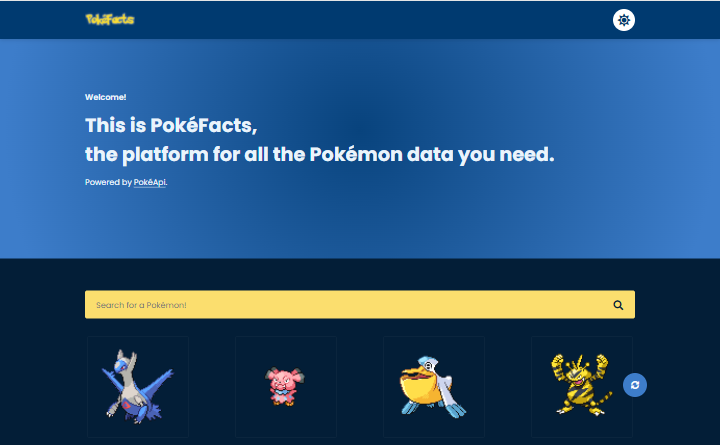 PokéFacts
Welcome!
This is PokéFacts,
the platform for all the Pokémon data you need.
Powered by PokéApi.
Search for a Pokémon!